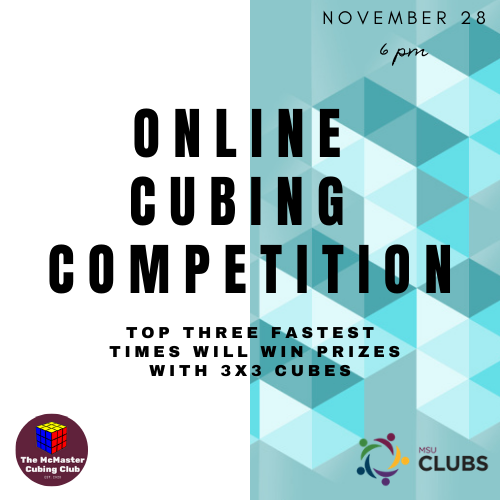 NOVEMBER 28
6 pm
ONLINE
CUBING
COMPETITION
TOP THREE FASTEST
TIMES WILL WIN PRIZES
WITH 3X3 CUBES
The McMaster
Cubing Club
MSU
CLUBS